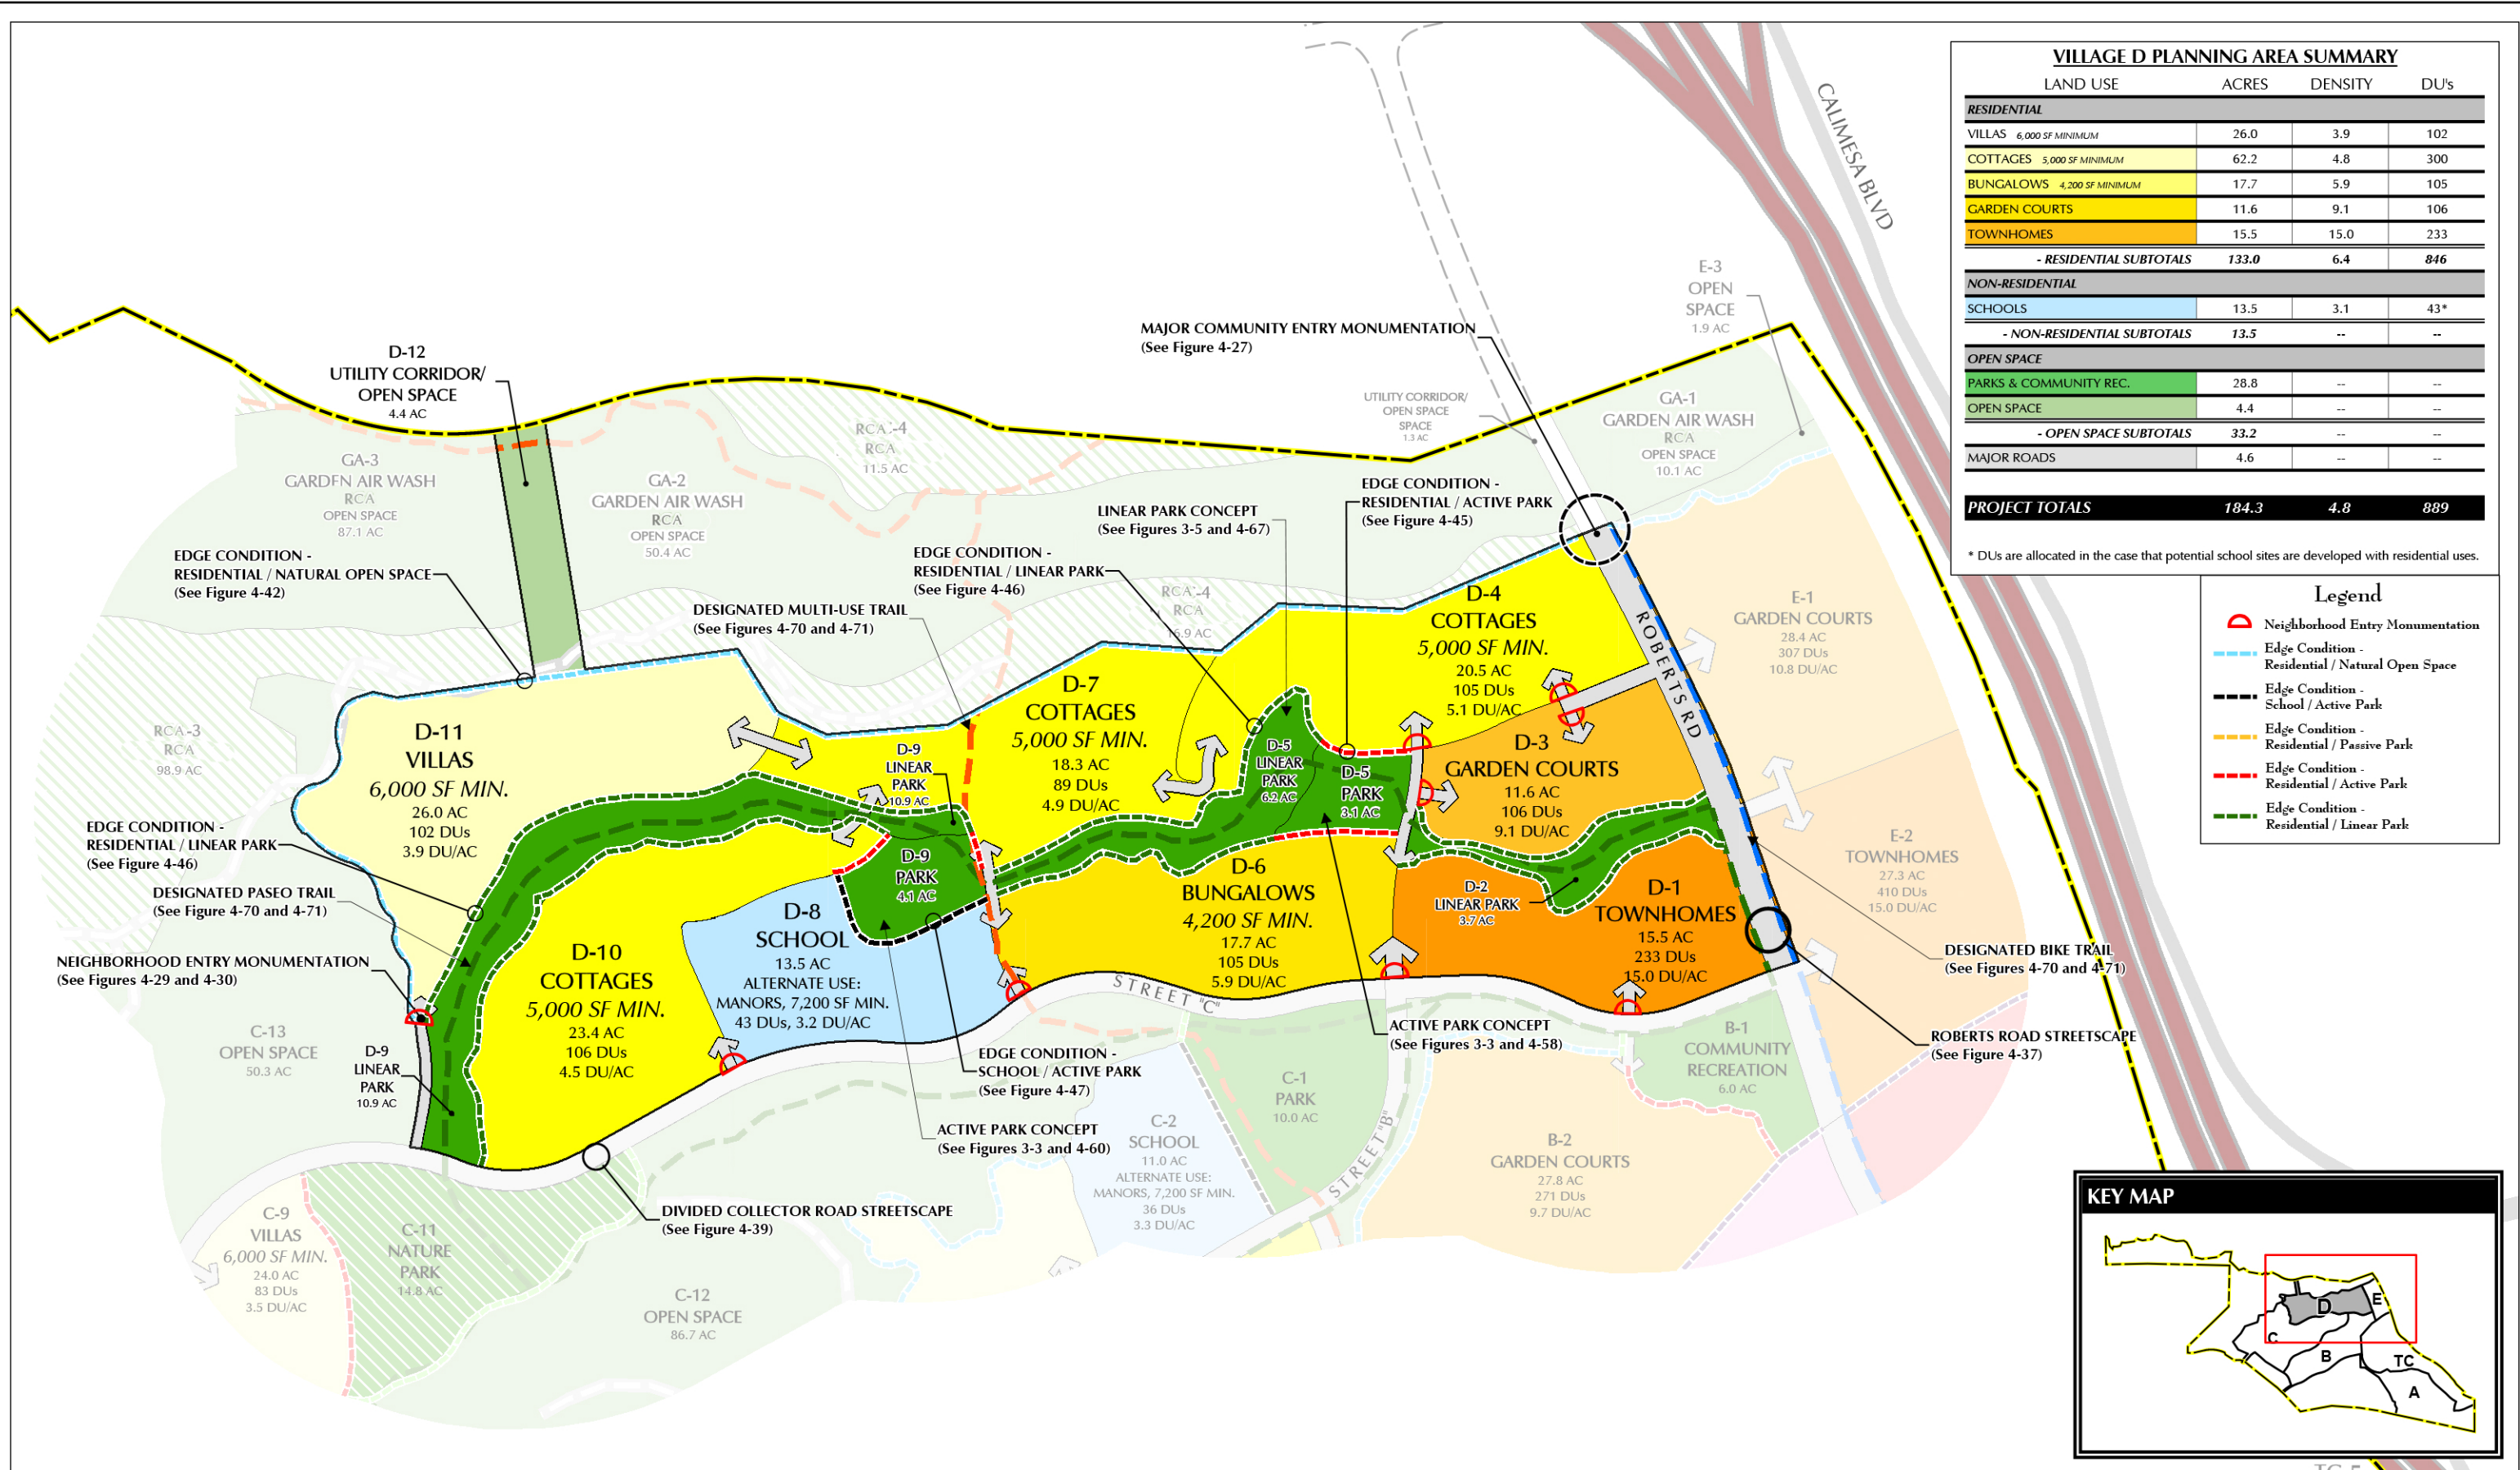 VILLAGE D PLANNING AREA SUMMARY
LAND USE ACRES DENSITY DU's
RESIDENTIAL
VILLAS 6,000 SF MINIMUM 26.0 3.9 102
COTTAGES 5,000 SF MINIMUM 62.2 4.8 300
BUNGALOWS 4,200 SF MINIMUM 17.7 5.9 105
GARDEN COURTS 11.6 9.1 106
TOWNHOMES 15.5 15.0 233
- RESIDENTIAL SUBTOTALS 133.0 6.4 846
NON-RESIDENTIAL
SCHOOLS 13.5 3.1 43*
- NON-RESIDENTIAL SUBTOTALS 13.5 -- --
OPEN SPACE
PARKS & COMMUNITY REC. 28.8 -- --
OPEN SPACE 4.4 -- --
- OPEN SPACE SUBTOTALS 33.2 -- --
MAJOR ROADS 4.6 -- --
PROJECT TOTALS 184.3 4.8 889
* DUs are allocated in the case that potential school sites are developed with residential uses.
Legend
Neighborhood Entry Monumentation
Edge Condition -
Residential / Natural Open Space
Edge Condition -
School / Active Park
Edge Condition -
Residential / Passive Park
Edge Condition -
Residential / Active Park
Edge Condition -
Residential / Linear Park
CALIMESA BLVD
E-3
OPEN
SPACE
1.9 AC
MAJOR COMMUNITY ENTRY MONUMENTATION
(See Figure 4-27)
D-12
UTILITY CORRIDOR/
OPEN SPACE
4.4 AC
UTILITY CORRIDOR/
OPEN SPACE
SPACE
1.3 AC
GA-1
GARDEN AIR WASH
RCA
OPEN SPACE
10.1 AC
RCA-4
RCA
11.5 AC
GA-3
GARDEN AIR WASH
RCA
OPEN SPACE
87.1 AC
GA-2
GARDEN AIR WASH
RCA
OPEN SPACE
50.4 AC
EDGE CONDITION -
RESIDENTIAL / ACTIVE PARK
(See Figure 4-45)
LINEAR PARK CONCEPT
(See Figures 3-5 and 4-67)
EDGE CONDITION -
RESIDENTIAL / LINEAR PARK
(See Figure 4-46)
EDGE CONDITION -
RESIDENTIAL / NATURAL OPEN SPACE
(See Figure 4-42)
DESIGNATED MULTI-USE TRAIL
(See Figures 4-70 and 4-71)
RCA-4
RCA
16.9 AC
D-4
COTTAGES
5,000 SF MIN.
20.5 AC
105 DUs
5.1 DU/AC
ROBERTS RD
E-1
GARDEN COURTS
28.4 AC
307 DUs
10.8 DU/AC
D-7
COTTAGES
5,000 SF MIN.
18.3 AC
89 DUs
4.9 DU/AC
RCA-3
RCA
98.9 AC
D-11
VILLAS
6,000 SF MIN.
26.0 AC
102 DUs
3.9 DU/AC
D-9
LINEAR
PARK
10.9 AC
D-5
LINEAR
PARK
6.2 AC
D-5
PARK
3.1 AC
D-3
GARDEN COURTS
11.6 AC
106 DUs
9.1 DU/AC
EDGE CONDITION -
RESIDENTIAL / LINEAR PARK
(See Figure 4-46)
DESIGNATED PASEO TRAIL
(See Figure 4-70 and 4-71)
NEIGHBORHOOD ENTRY MONUMENTATION
(See Figures 4-29 and 4-30)
D-9
PARK
4.1 AC
D-6
BUNGALOWS
4,200 SF MIN.
17.7 AC
105 DUs
5.9 DU/AC
D-2
LINEAR PARK
3.7 AC
D-1
TOWNHOMES
15.5 AC
233 DUs
15.0 DU/AC
E-2
TOWNHOMES
27.3 AC
410 DUs
15.0 DU/AC
D-8
SCHOOL
13.5 AC
ALTERNATE USE:
MANORS, 7,200 SF MIN.
43 DUs, 3.2 DU/AC
D-10
COTTAGES
5,000 SF MIN.
23.4 AC
106 DUs
4.5 DU/AC
DESIGNATED BIKE TRAIL
(See Figures 4-70 and 4-71)
STREET "C"
C-13
OPEN SPACE
50.3 AC
D-9
LINEAR
PARK
10.9 AC
EDGE CONDITION -
SCHOOL / ACTIVE PARK
(See Figure 4-47)
ACTIVE PARK CONCEPT
(See Figures 3-3 and 4-58)
ROBERTS ROAD STREETSCAPE
(See Figure 4-37)
B-1
COMMUNITY
RECREATION
6.0 AC
C-1
PARK
10.0 AC
ACTIVE PARK CONCEPT
(See Figures 3-3 and 4-60)
C-2
SCHOOL
11.0 AC
ALTERNATE USE:
MANORS, 7,200 SF MIN.
36 DUs
3.3 DU/AC
STREET "B"
B-2
GARDEN COURTS
27.8 AC
271 DUs
9.7 DU/AC
DIVIDED COLLECTOR ROAD STREETSCAPE
(See Figure 4-39)
C-9
VILLAS
6,000 SF MIN.
24.0 AC
83 DUs
3.5 DU/AC
C-11
NATURE
PARK
14.8 AC
C-12
OPEN SPACE
86.7 AC
KEY MAP
D
E
C
B
TC
A